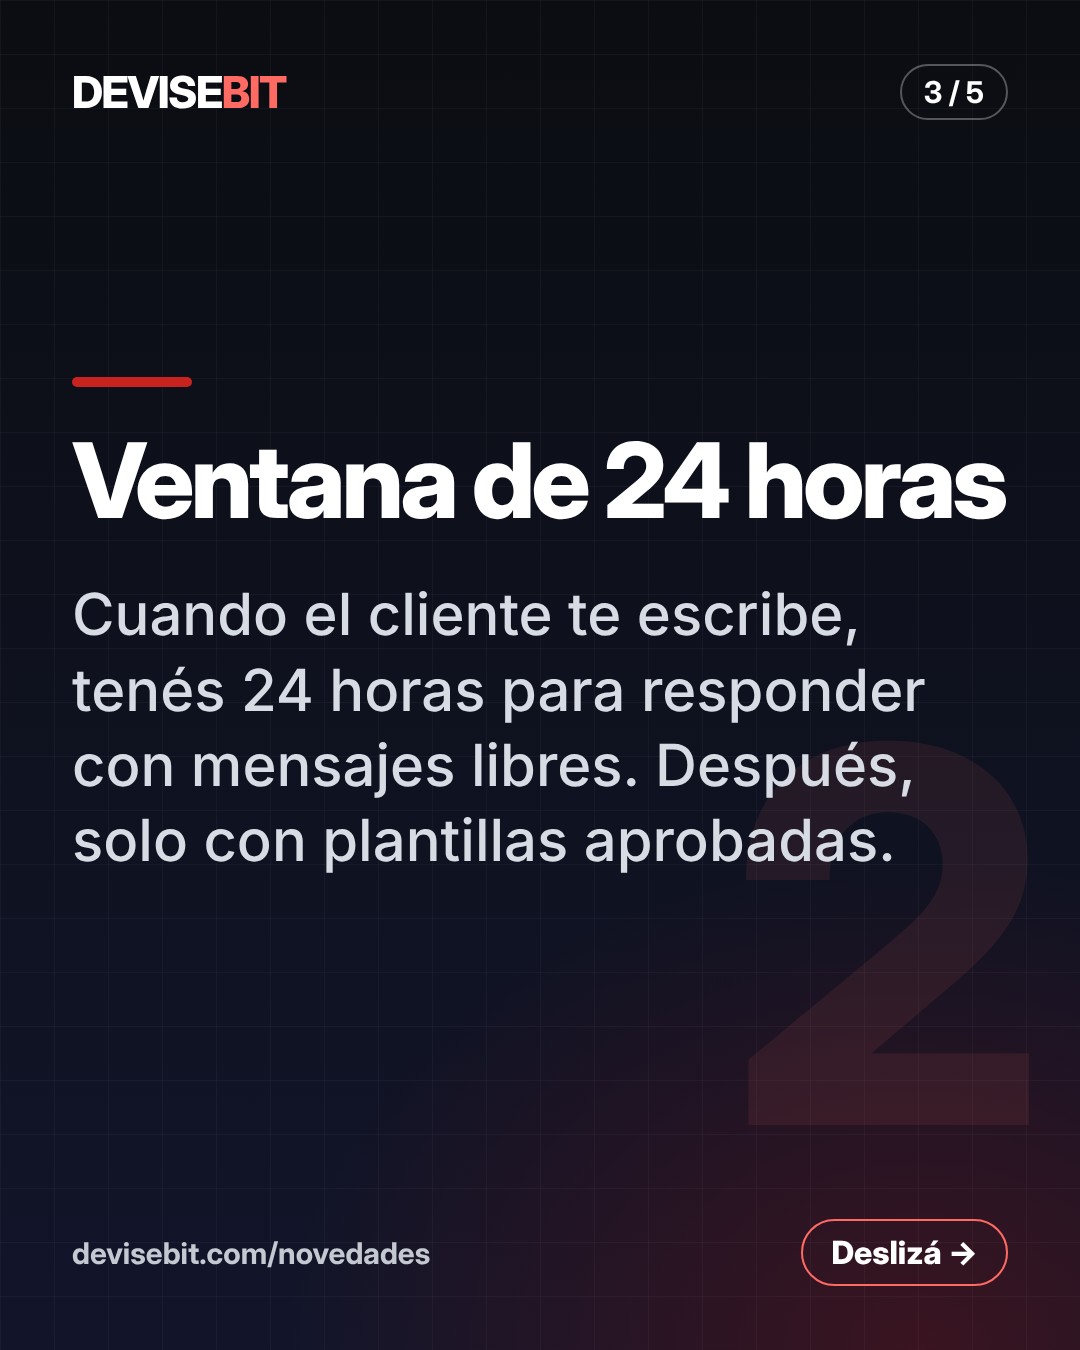 DEVISEBIT
3 / 5
Ventana de 24 horas
Cuando el cliente te escribe,
tenés 24 horas para responder
con mensajes libres. Después,
solo con plantillas aprobadas.
2
devisebit.com/novedades
Deslizá →